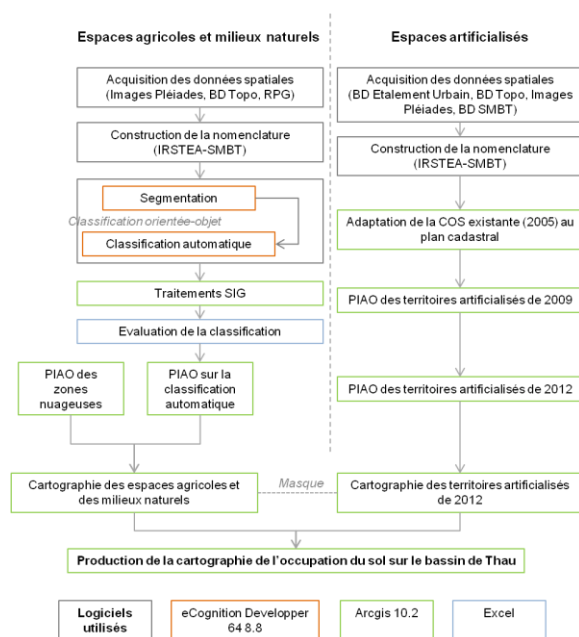 Espaces agricoles et milieux naturels
Espaces artificialisés
Acquisition des données spatiales
(Images Pléiades, BD Topo, RPG)
Acquisition des données spatiales
(BD Etalement Urbain, BD Topo, Images
Pléiades, BD SMBT)
Construction de la nomenclature
(IRSTEA-SMBT)
Construction de la nomenclature
(IRSTEA-SMBT)
Segmentation
Classification orientée-objet
Classification automatique
Adaptation de la COS existante (2005) au
plan cadastral
Traitements SIG
PIAO des territoires artificialisés de 2009
Evaluation de la classification
PIAO des
zones
nuageuses
PIAO sur la
classification
automatique
PIAO des territoires artificialisés de 2012
Cartographie des espaces agricoles et
des milieux naturels
Masque
Cartographie des territoires artificialisés
de 2012
Production de la cartographie de l'occupation du sol sur le bassin de Thau
Logiciels
utilisés
eCognition Developper
64 8.8
Arcgis 10.2
Excel